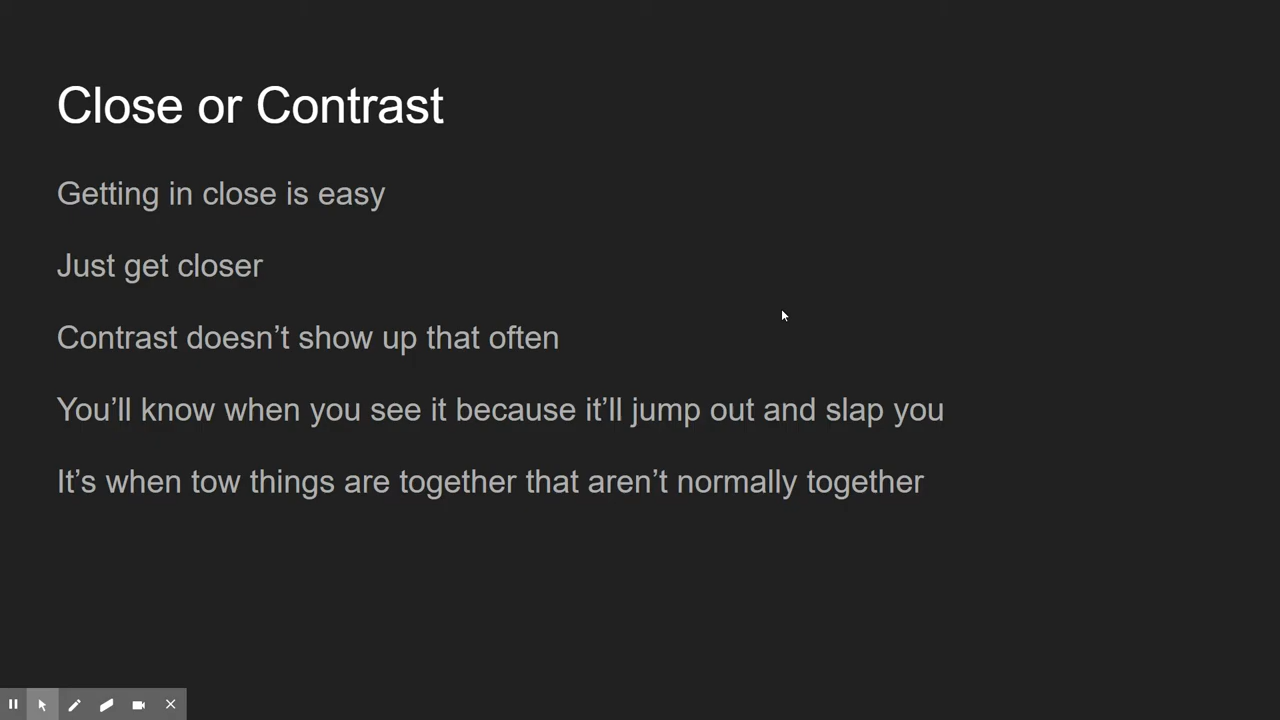 Close or Contrast
Getting in close is easy
Just get closer
Contrast doesn’t show up that often
You’ll know when you see it because it’ll jump out and slap you
It’s when tow things are together that aren’t normally together